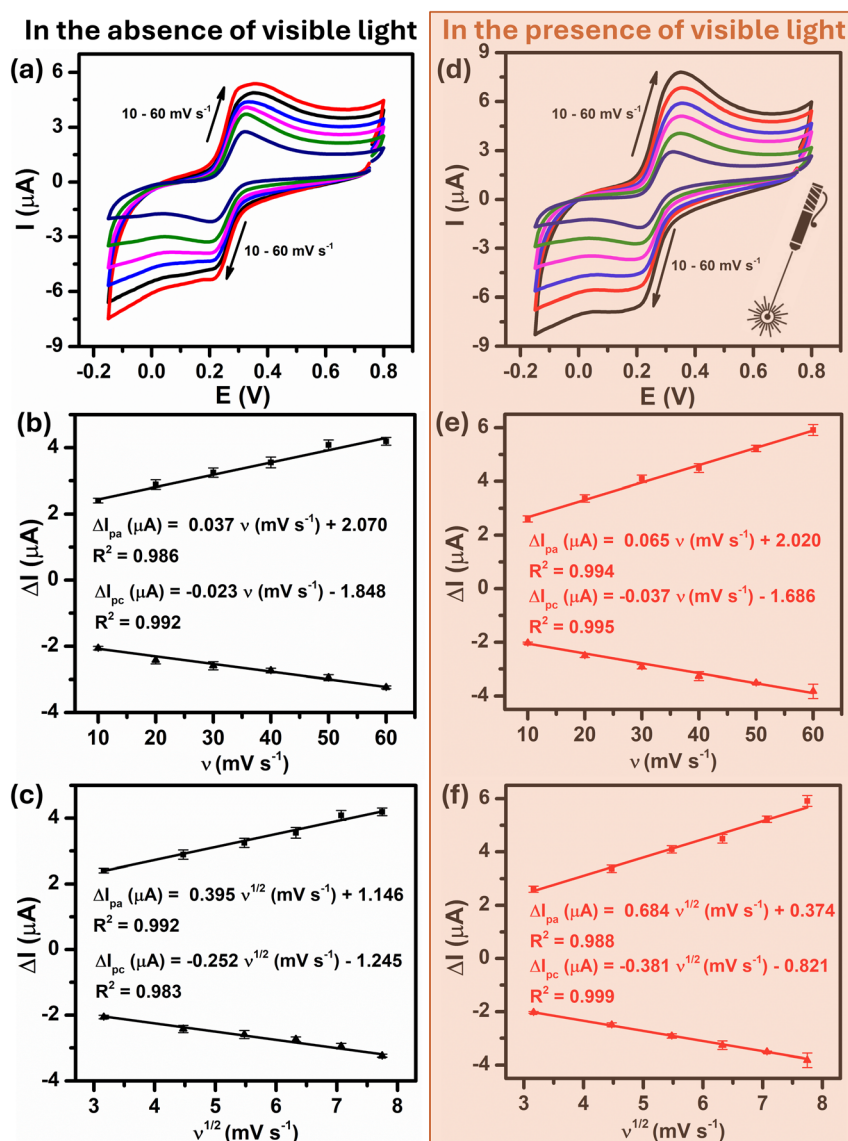 In the absence of visible light
In the presence of visible light
(a)
10 - 60 mV s⁻¹
10 - 60 mV s⁻¹
6
3
0
-3
-6
-9
I (μA)
-0.2 0.0 0.2 0.4 0.6 0.8
E (V)
(d)
10 - 60 mV s⁻¹
10 - 60 mV s⁻¹
9
6
3
0
-3
-6
-9
I (μA)
-0.2 0.0 0.2 0.4 0.6 0.8
E (V)
(b)
4
2
0
-2
-4
ΔI (μA)
ΔIpa (μA) = 0.037 ν (mV s⁻¹) + 2.070
R² = 0.986
ΔIpc (μA) = -0.023 ν (mV s⁻¹) - 1.848
R² = 0.992
10 20 30 40 50 60
ν (mV s⁻¹)
(e)
6
4
2
0
-2
-4
ΔI (μA)
ΔIpa (μA) = 0.065 ν (mV s⁻¹) + 2.020
R² = 0.994
ΔIpc (μA) = -0.037 ν (mV s⁻¹) - 1.686
R² = 0.995
10 20 30 40 50 60
ν (mV s⁻¹)
(c)
4
2
0
-2
-4
ΔI (μA)
ΔIpa (μA) = 0.395 ν¹/² (mV s⁻¹) + 1.146
R² = 0.992
ΔIpc (μA) = -0.252 ν¹/² (mV s⁻¹) - 1.245
R² = 0.983
3 4 5 6 7 8
ν¹/² (mV s⁻¹)
(f)
6
4
2
0
-2
-4
ΔI (μA)
ΔIpa (μA) = 0.684 ν¹/² (mV s⁻¹) + 0.374
R² = 0.988
ΔIpc (μA) = -0.381 ν¹/² (mV s⁻¹) - 0.821
R² = 0.999
3 4 5 6 7 8
ν¹/² (mV s⁻¹)